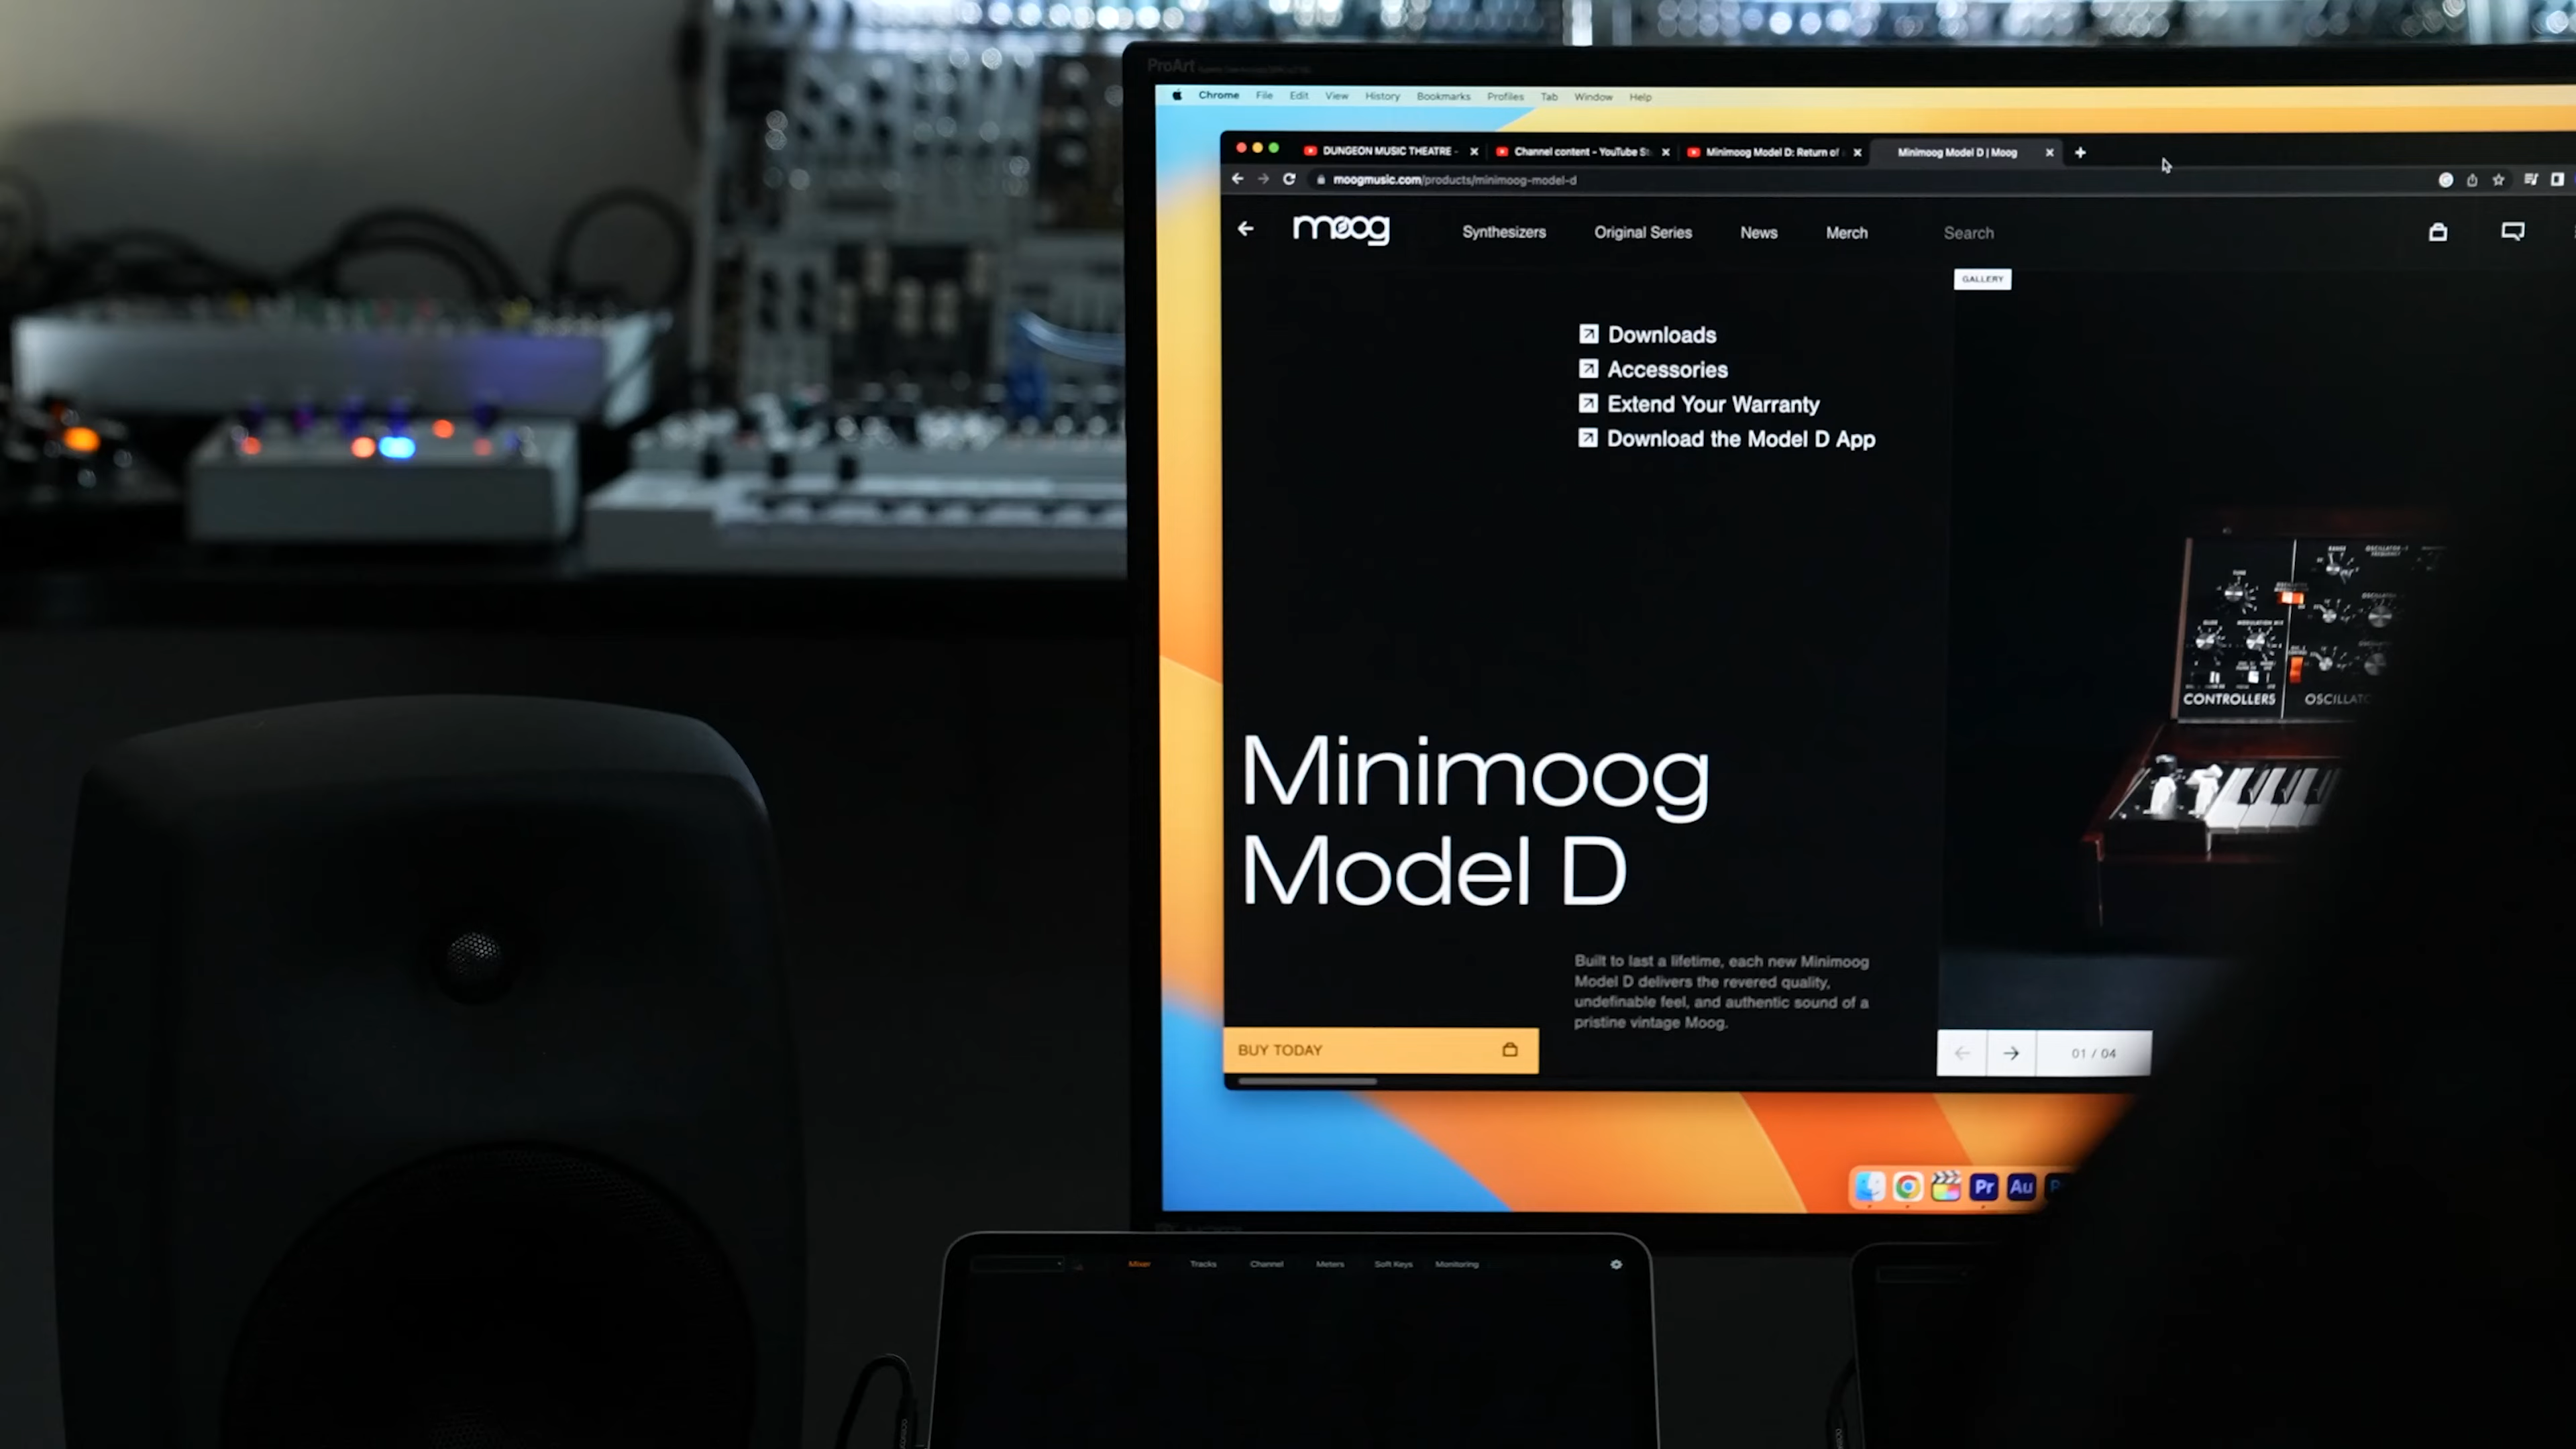 ProArt
Chrome File Edit View History Bookmarks Profiles Tab Window Help
DUNGEON MUSIC THEATRE - Channel content - YouTube St Minimoog Model D: Return of Minimoog Model D | Moog
moogmusic.com/products/minimoog-model-d
moog Synthesizers Original Series News Merch Search
GALLERY
Downloads
Accessories
Extend Your Warranty
Download the Model D App
CONTROLLERS OSCILLATO
Minimoog
Model D
Built to last a lifetime, each new Minimoog
Model D delivers the revered quality,
undefinable feel, and authentic sound of a
pristine vintage Moog.
BUY TODAY
01 / 04
Pr Au
Mixer Tracks Channel Meters Soft Keys Monitoring